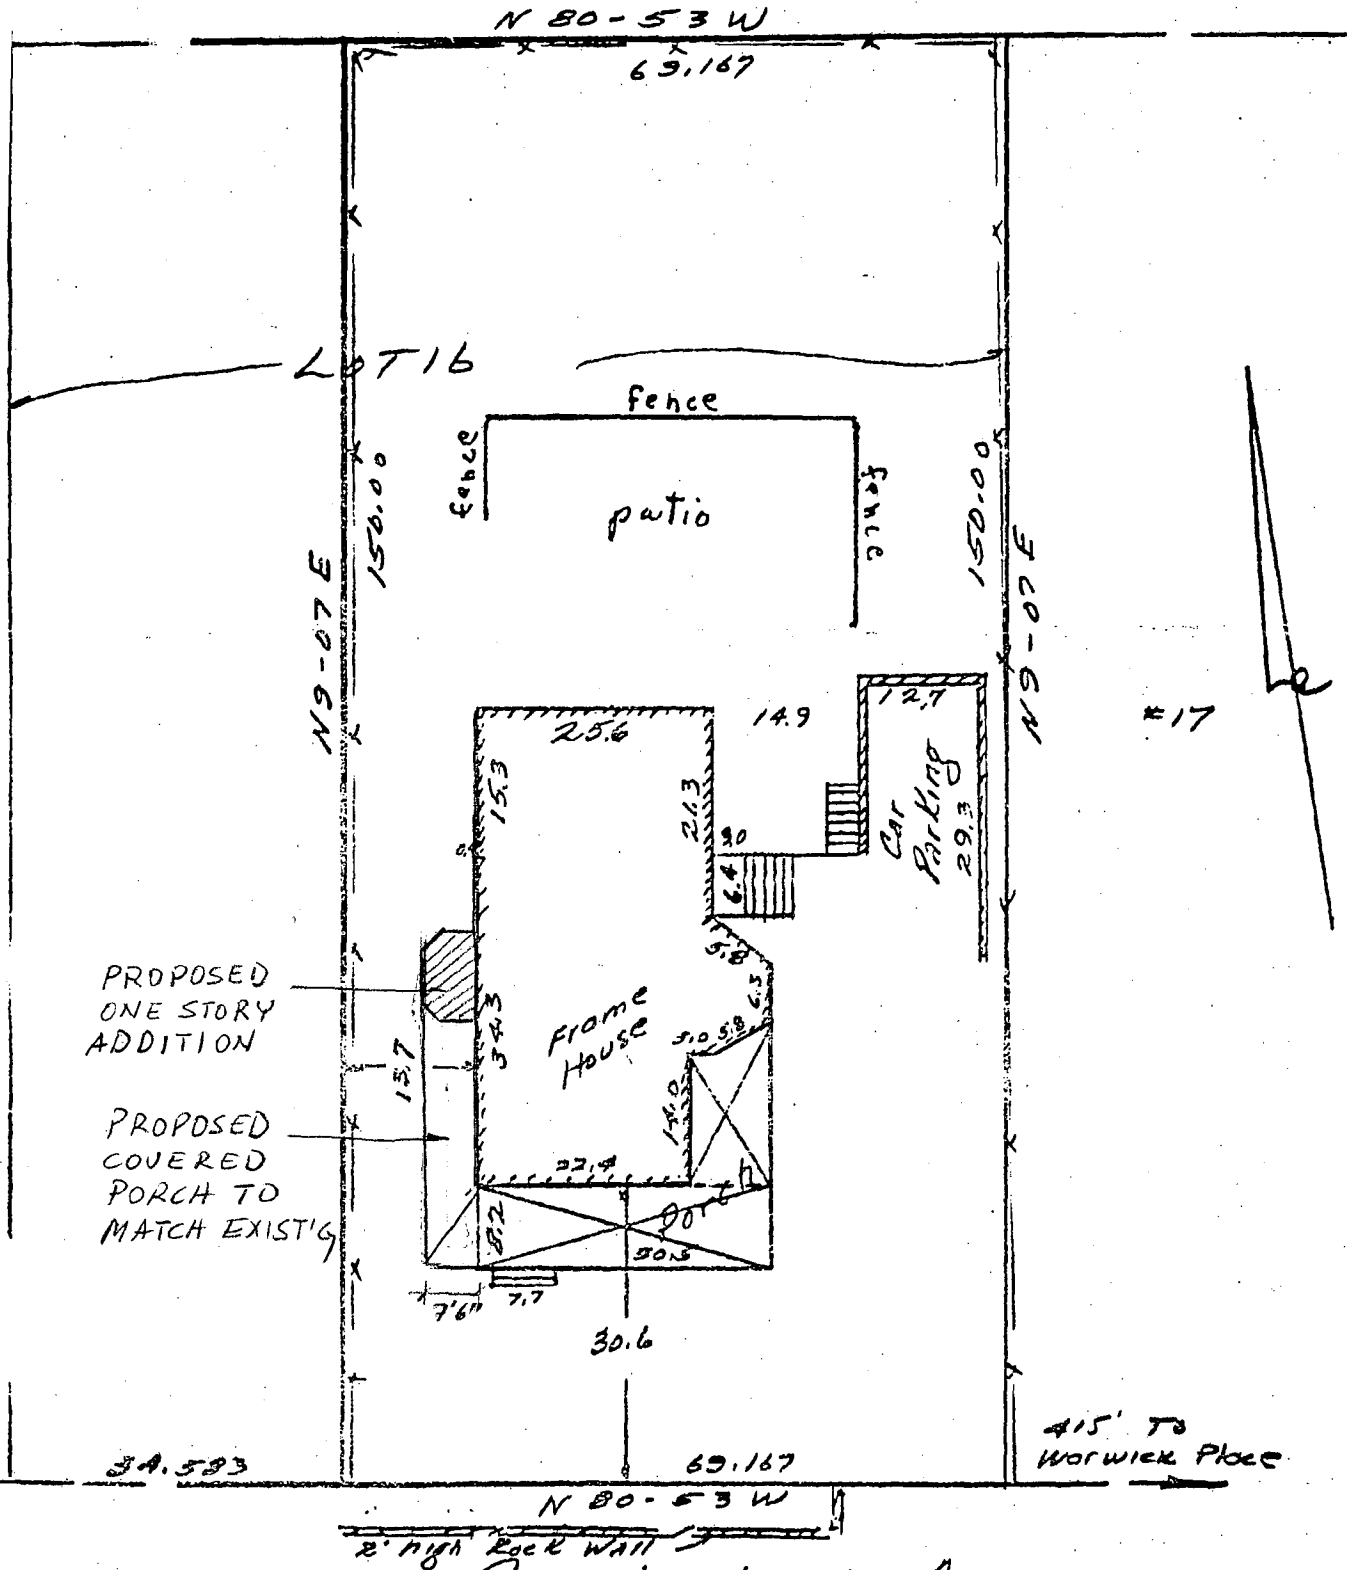 N 80-53 W
69.167
LOT 16
fence
fence
fence
patio
150.00
150.00
N9-07 E
N9-07 E
#17
25.6
14.9
12.7
15.3
21.3
Car
Parking
29.3
9.0
6.4
5.8
6.3
PROPOSED
ONE STORY
ADDITION
Frame
House
34.3
13.7
5.0
5.8
14.0
PROPOSED
COVERED
PORCH TO
MATCH EXIST'G
22.4
Porch
8.2
30.5
7'6"
7.7
30.6
34.583
69.167
415' To
Warwick Place
N 80-53 W
2' high Rock Wall